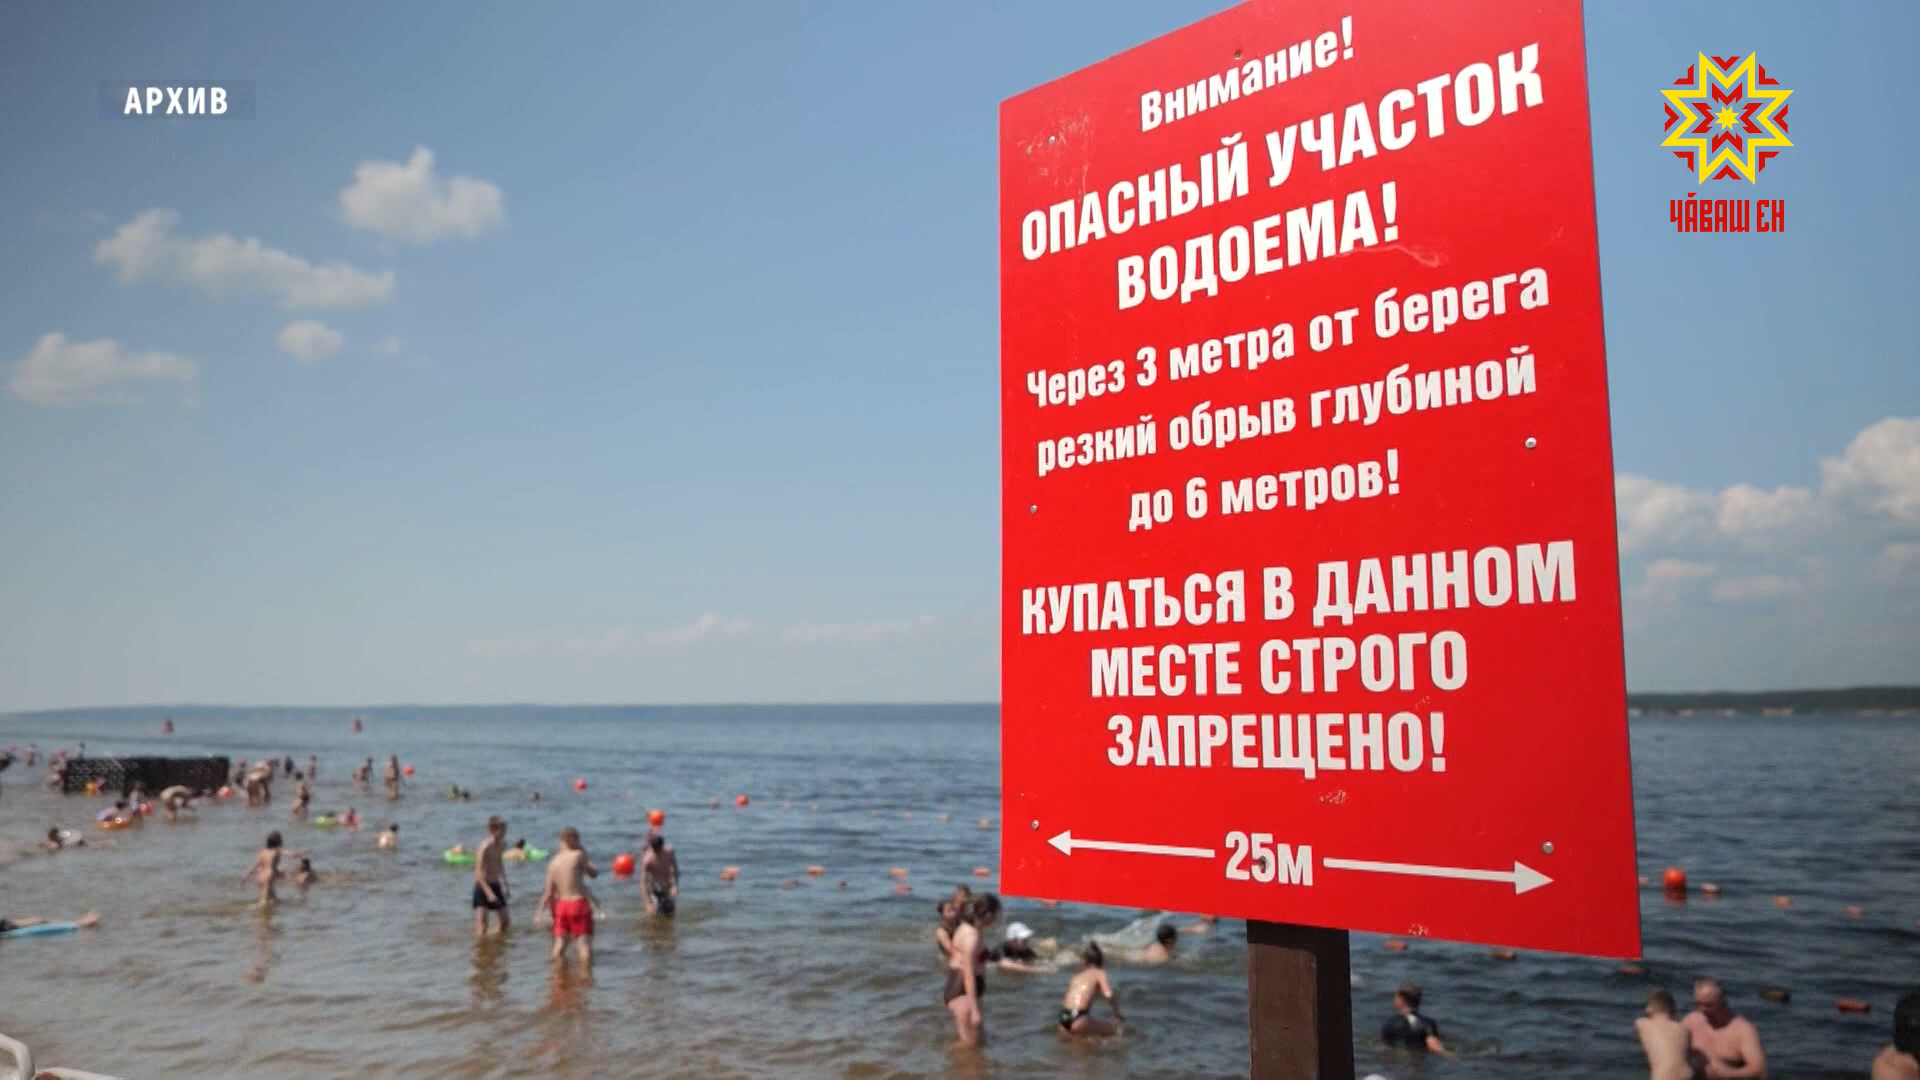 АРХИВ
Внимание!
ОПАСНЫЙ УЧАСТОК
ВОДОЕМА!
Через 3 метра от берега
резкий обрыв глубиной
до 6 метров!
КУПАТЬСЯ В ДАННОМ
МЕСТЕ СТРОГО
ЗАПРЕЩЕНО!
25м
ЧӐВАШ ЕН